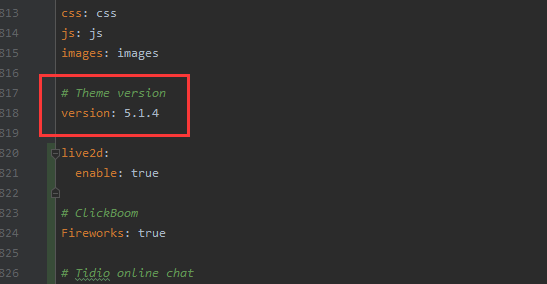 813 css: css
814 js: js
815 images: images
816
817 # Theme version
818 version: 5.1.4
819
820 live2d:
821   enable: true
822
823 # ClickBoom
824 Fireworks: true
825
826 # Tidio online chat